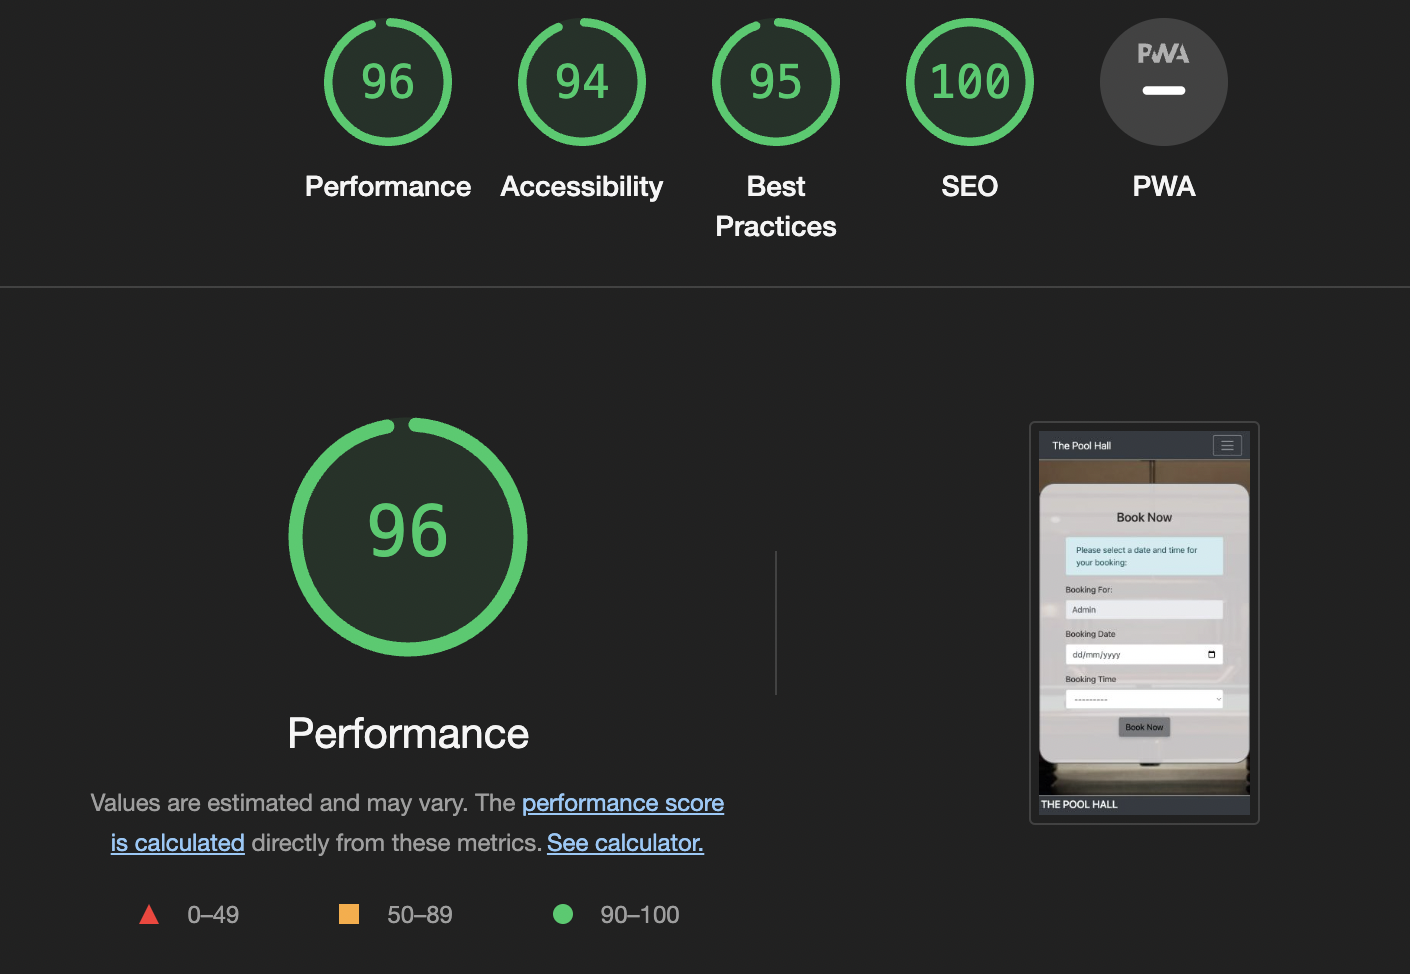 96
94
95
100
PWA
Performance
Accessibility
Best
Practices
SEO
PWA
96
Performance
Values are estimated and may vary. The performance score
is calculated directly from these metrics. See calculator.
0–49
50–89
90–100
The Pool Hall
Book Now
Please select a date and time for
your booking:
Booking For:
Admin
Booking Date
dd/mm/yyyy
Booking Time
---------
Book Now
THE POOL HALL